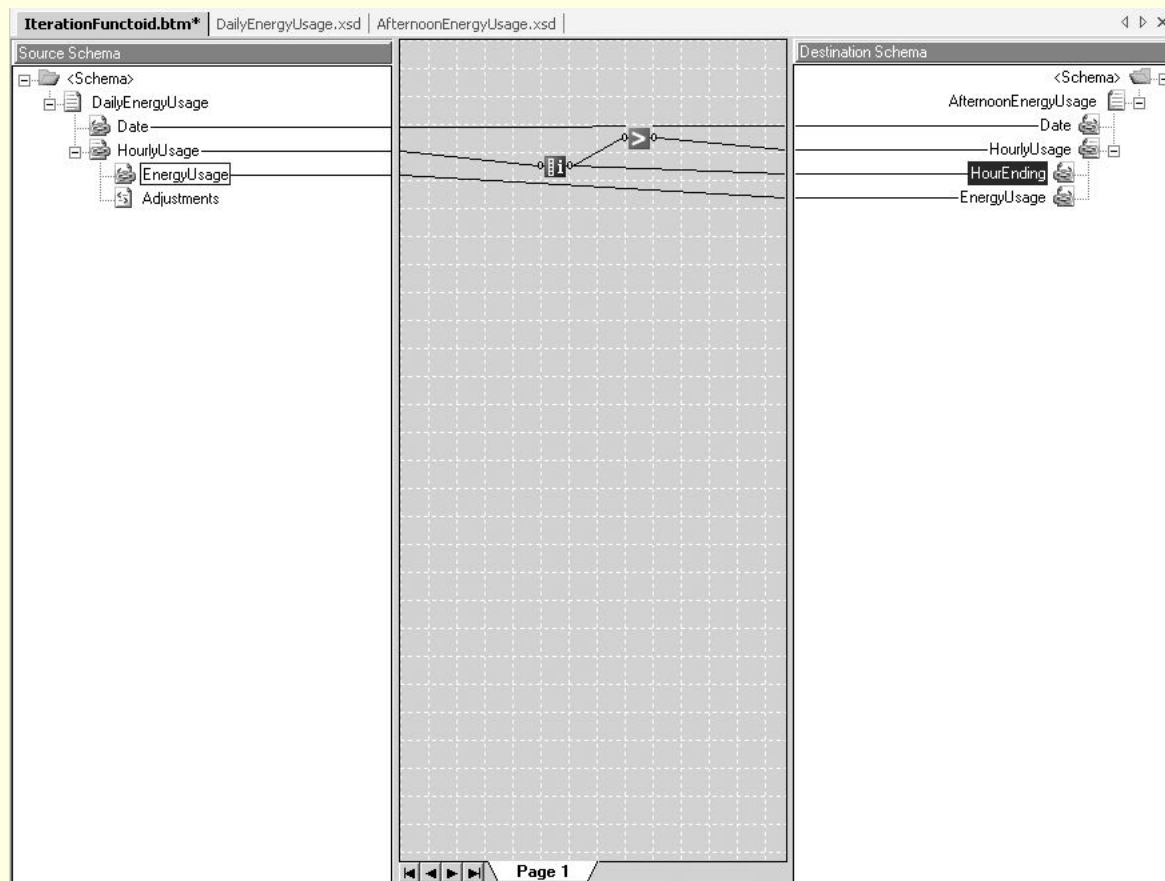 IterationFunctoid.btm* DailyEnergyUsage.xsd AfternoonEnergyUsage.xsd
Source Schema
<Schema>
DailyEnergyUsage
Date
HourlyUsage
EnergyUsage
Adjustments
Page 1
Destination Schema
<Schema>
AfternoonEnergyUsage
Date
HourlyUsage
HourEnding
EnergyUsage